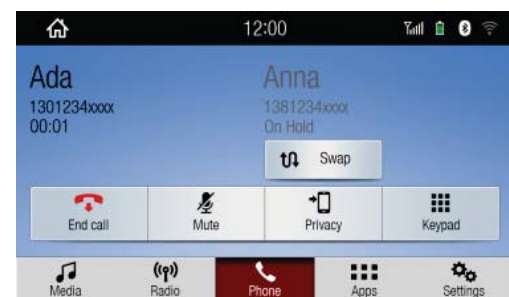 12:00
Ada
1301234xxxx
00:01
Anna
1381234xxxx
On Hold
Swap
End call
Mute
Privacy
Keypad
Media
Radio
Phone
Apps
Settings